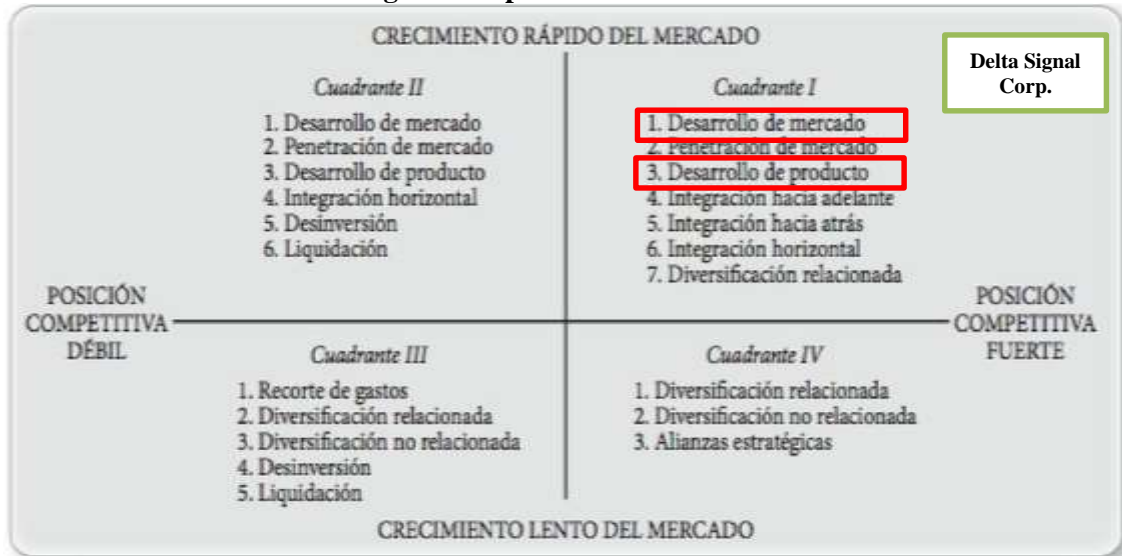 CRECIMIENTO RÁPIDO DEL MERCADO
Delta Signal
Corp.
Cuadrante II
1. Desarrollo de mercado
2. Penetración de mercado
3. Desarrollo de producto
4. Integración horizontal
5. Desinversión
6. Liquidación
Cuadrante I
1. Desarrollo de mercado
2. Penetración de mercado
3. Desarrollo de producto
4. Integración hacia adelante
5. Integración hacia atrás
6. Integración horizontal
7. Diversificación relacionada
POSICIÓN
COMPETITIVA
DÉBIL
POSICIÓN
COMPETITIVA
FUERTE
Cuadrante III
1. Recorte de gastos
2. Diversificación relacionada
3. Diversificación no relacionada
4. Desinversión
5. Liquidación
Cuadrante IV
1. Diversificación relacionada
2. Diversificación no relacionada
3. Alianzas estratégicas
CRECIMIENTO LENTO DEL MERCADO